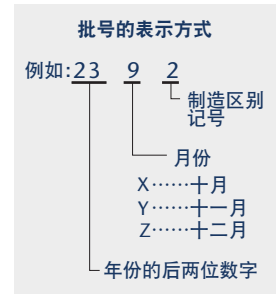 批号的表示方式
例如:23 9 2
制造区别
记号
月份
X……十月
Y……十一月
Z……十二月
年份的后两位数字